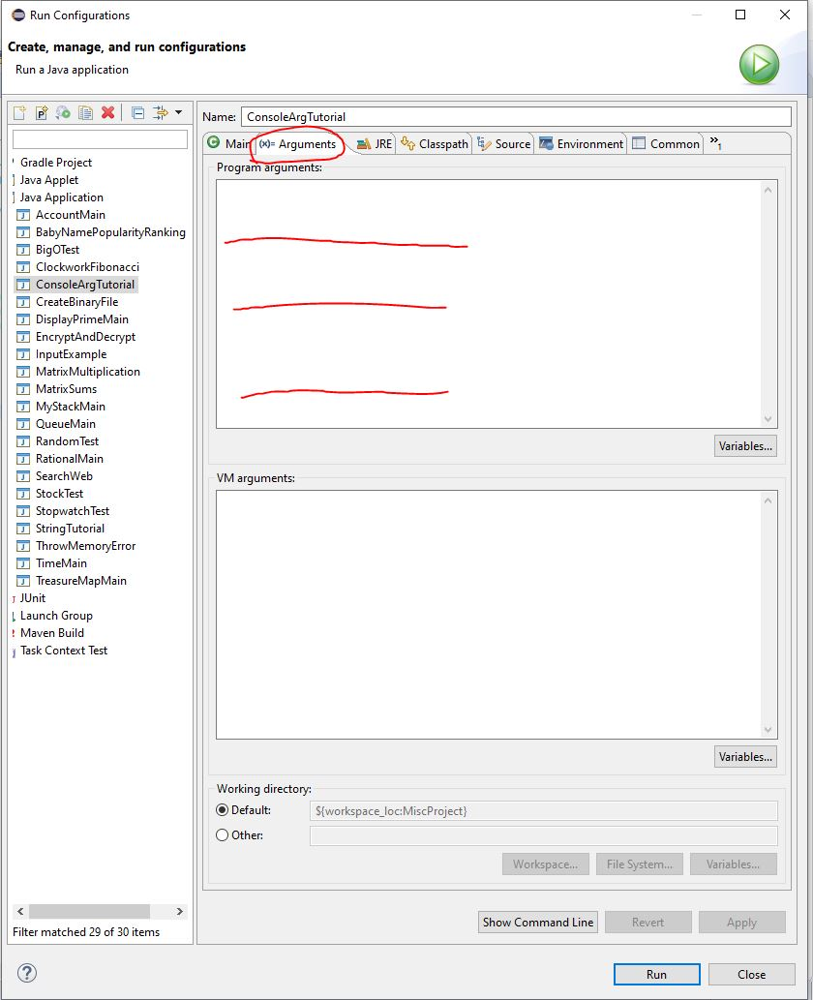 Run Configurations
Create, manage, and run configurations
Run a Java application
Name: ConsoleArgTutorial
Main (x)= Arguments JRE Classpath Source Environment Common »1
Gradle Project
Java Applet
Java Application
AccountMain
BabyNamePopularityRanking
BigOTest
ClockworkFibonacci
ConsoleArgTutorial
CreateBinaryFile
DisplayPrimeMain
EncryptAndDecrypt
InputExample
MatrixMultiplication
MatrixSums
MyStackMain
QueueMain
RandomTest
RationalMain
SearchWeb
StockTest
StopwatchTest
StringTutorial
ThrowMemoryError
TimeMain
TreasureMapMain
JUnit
Launch Group
Maven Build
Task Context Test
Filter matched 29 of 30 items
Program arguments:
Variables...
VM arguments:
Variables...
Working directory:
Default: ${workspace_loc:MiscProject}
Other:
Workspace... File System... Variables...
Show Command Line Revert Apply
Run Close